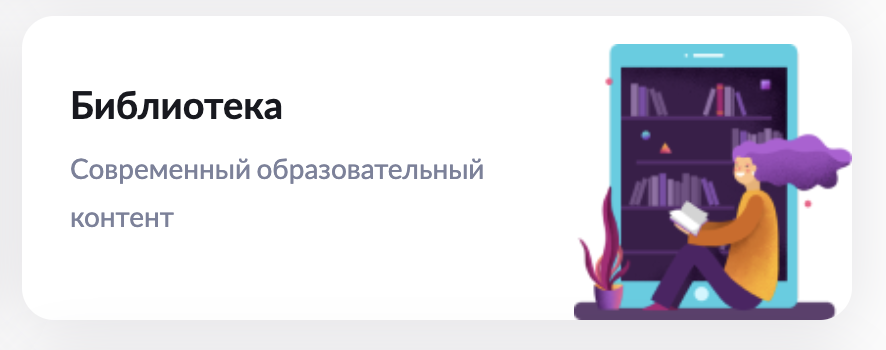 Библиотека
Современный образовательный
контент